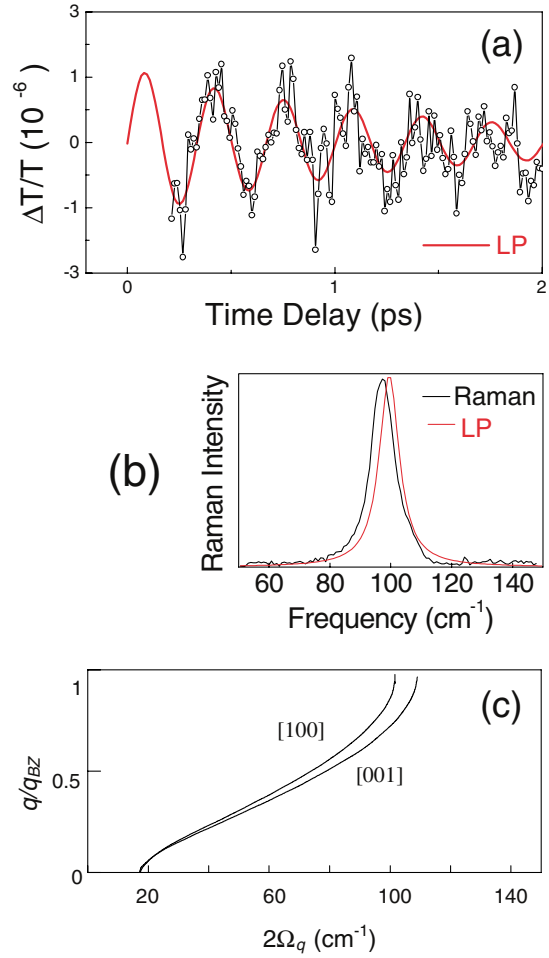 (a)
3
1
0
-1
-3
ΔT/T (10⁻⁶)
LP
0
1
2
Time Delay (ps)
(b)
Raman Intensity
Raman
LP
60 80 100 120 140
Frequency (cm⁻¹)
(c)
1
0.5
0
q/q_BZ
[100]
[001]
20
60
100
140
2Ω_q (cm⁻¹)